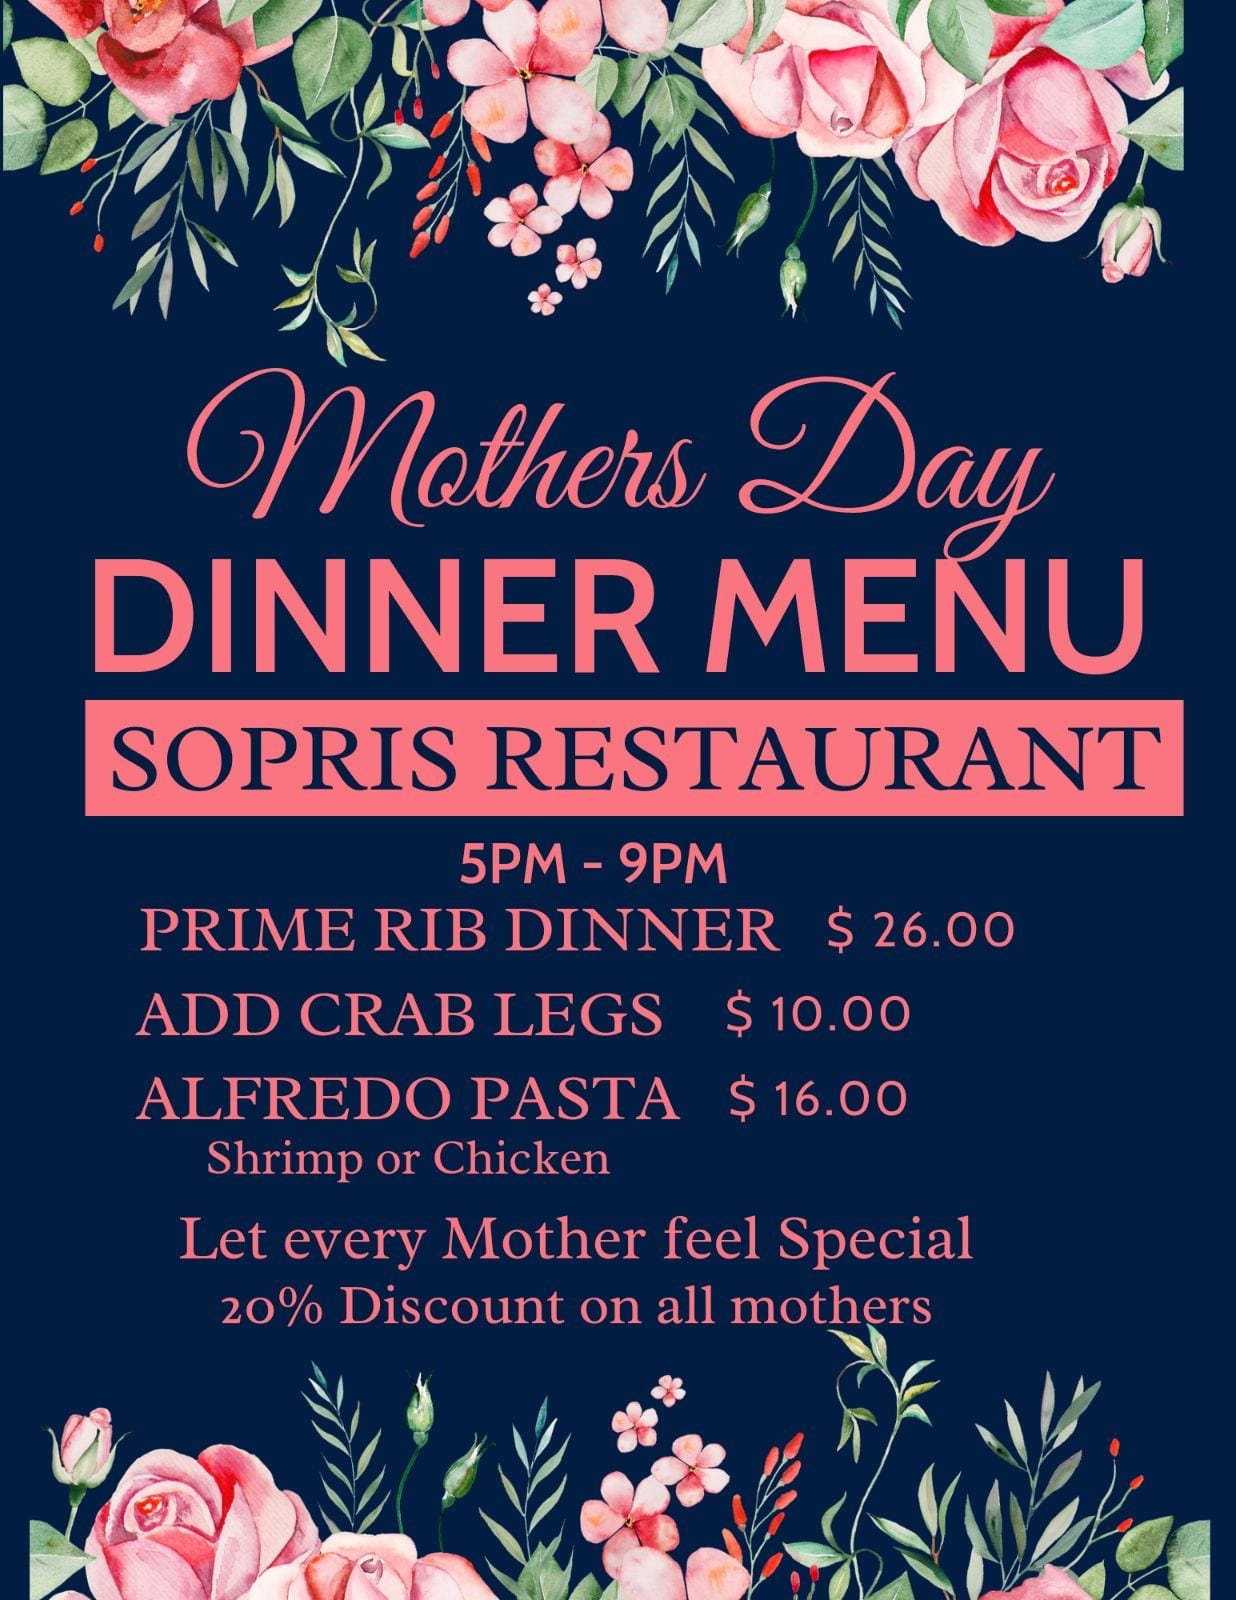 Mothers Day
DINNER MENU
SOPRIS RESTAURANT
5PM - 9PM
PRIME RIB DINNER $ 26.00
ADD CRAB LEGS $ 10.00
ALFREDO PASTA $ 16.00
Shrimp or Chicken
Let every Mother feel Special
20% Discount on all mothers